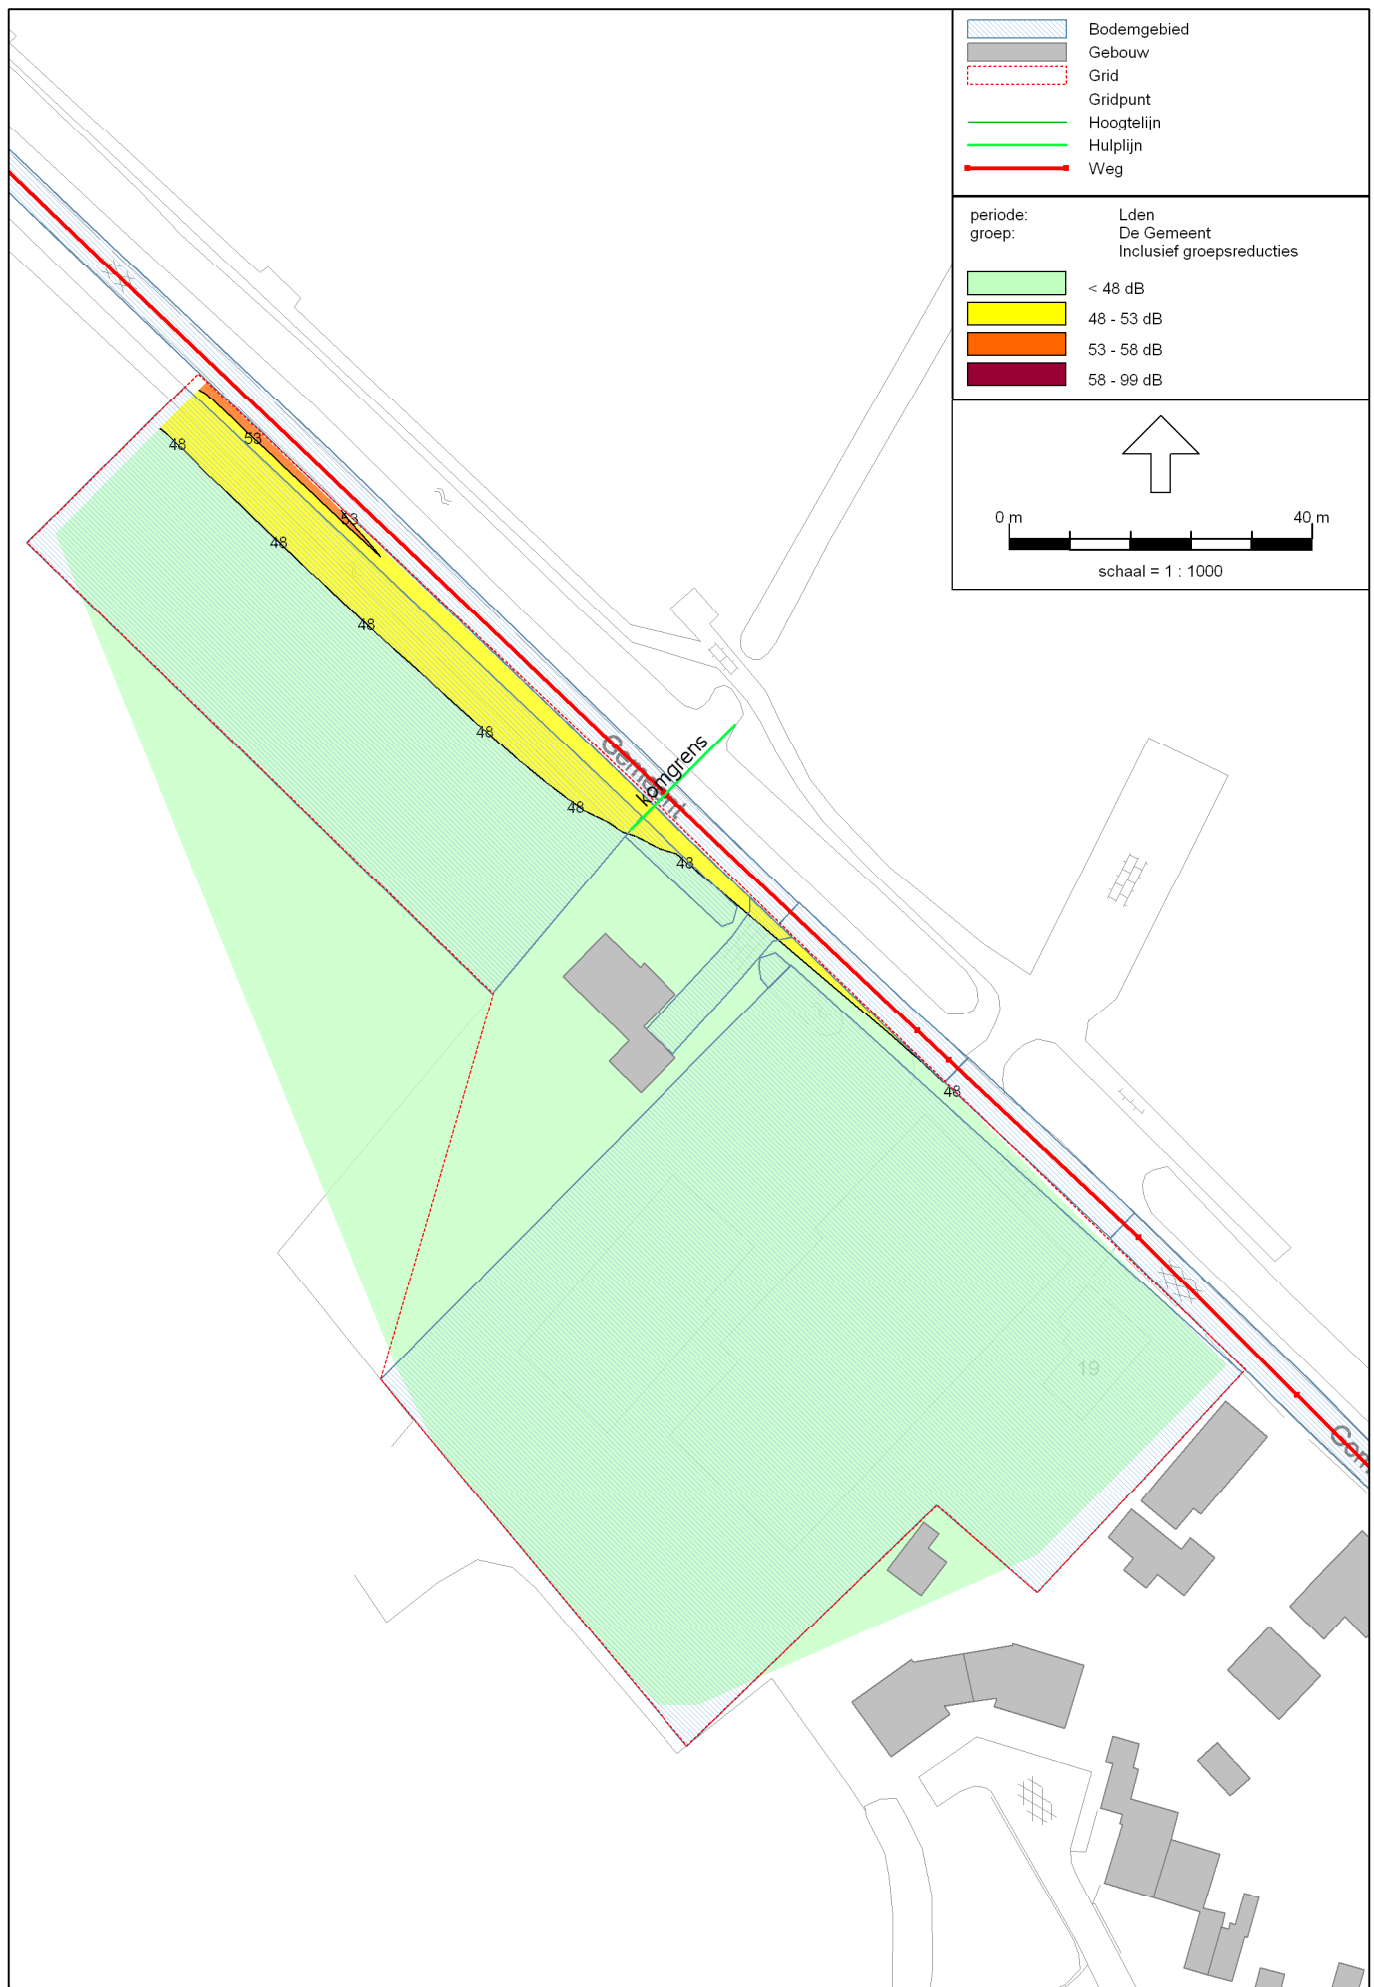 Bodemgebied
Gebouw
Grid
Gridpunt
Hoogtelijn
Hulplijn
Weg
periode: Lden
groep: De Gemeent
Inclusief groepsreducties
< 48 dB
48 - 53 dB
53 - 58 dB
58 - 99 dB
0 m 40 m
schaal = 1 : 1000
53
48
53
48
48
48
Gemeent
komgrens
48
48
48
19